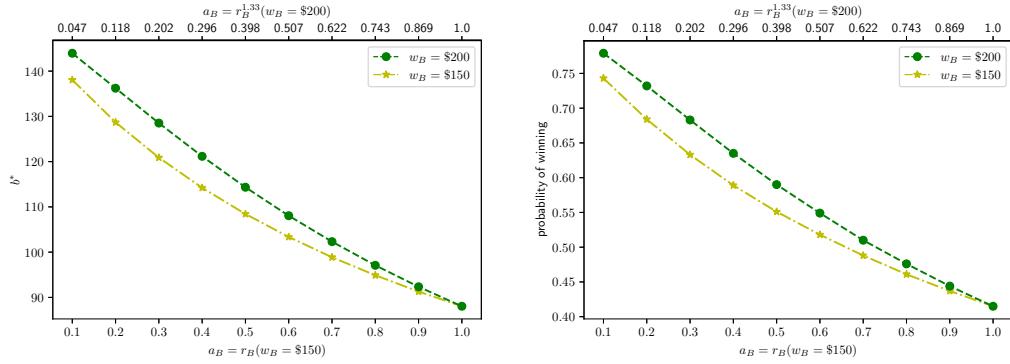 a_B = r_B^{1.33}(w_B = $200)
0.047 0.118 0.202 0.296 0.398 0.507 0.622 0.743 0.869 1.0
w_B = $200
w_B = $150
140
130
120
110
100
90
b*
0.1 0.2 0.3 0.4 0.5 0.6 0.7 0.8 0.9 1.0
a_B = r_B(w_B = $150)
a_B = r_B^{1.33}(w_B = $200)
0.047 0.118 0.202 0.296 0.398 0.507 0.622 0.743 0.869 1.0
w_B = $200
w_B = $150
0.75
0.70
0.65
0.60
0.55
0.50
0.45
0.40
probability of winning
0.1 0.2 0.3 0.4 0.5 0.6 0.7 0.8 0.9 1.0
a_B = r_B(w_B = $150)